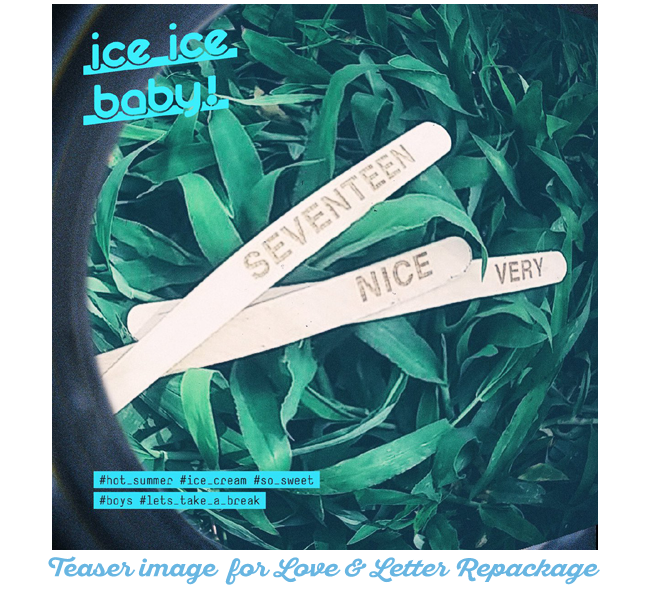 ice ice
baby!
SEVENTEEN
NICE
VERY
#hot_summer #ice_cream #so_sweet
#boys #lets_take_a_break
Teaser image for Love & Letter Repackage